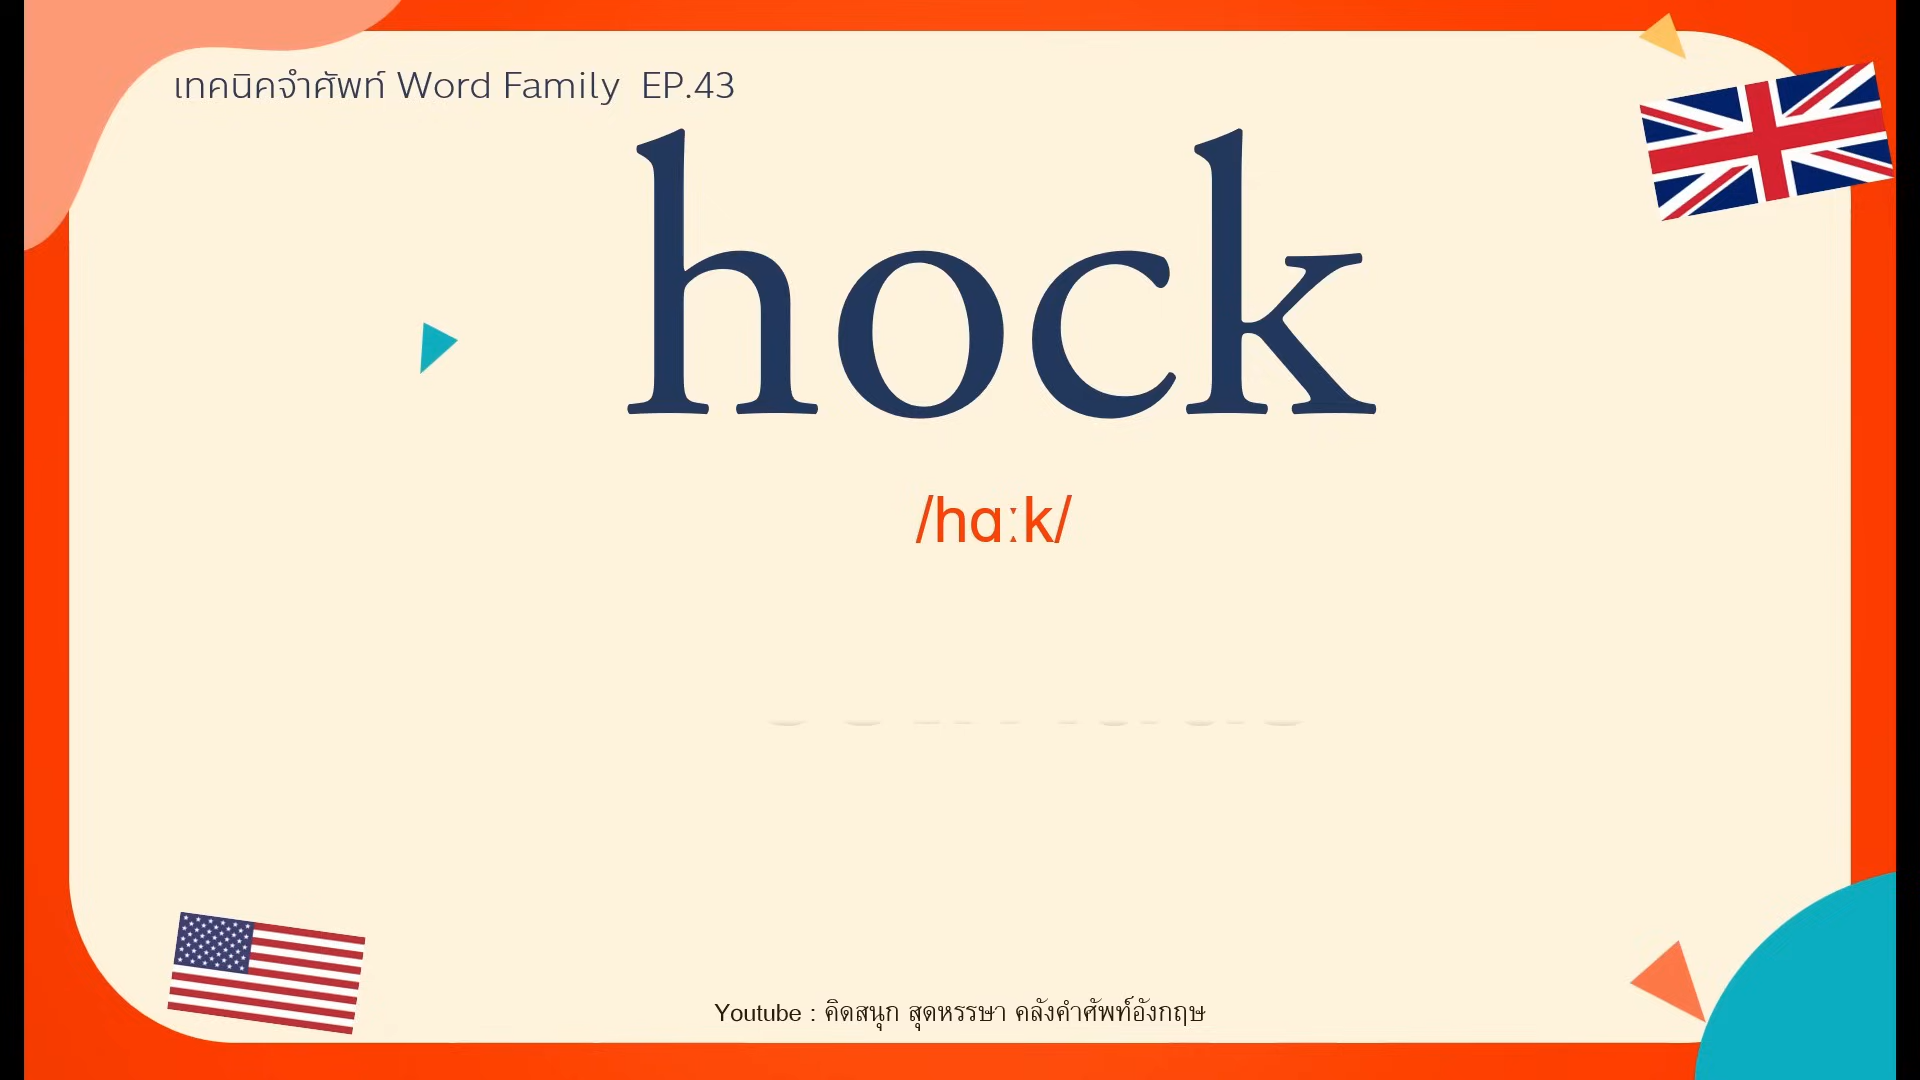 เทคนิคจำศัพท์ Word Family EP.43
hock
/hɑːk/
Youtube : คิดสนุก สุดหรรษา คลังคำศัพท์อังกฤษ